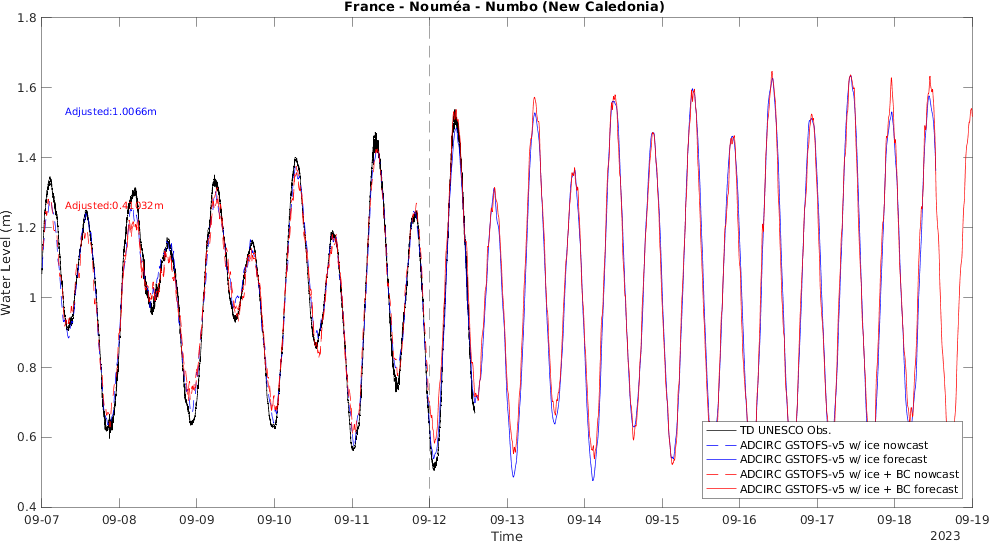 France - Nouméa - Numbo (New Caledonia)
Water Level (m)
1.8
1.6
1.4
1.2
1
0.8
0.6
0.4
Adjusted:1.0066m
Adjusted:0.41032m
TD UNESCO Obs.
ADCIRC GSTOFS-v5 w/ ice nowcast
ADCIRC GSTOFS-v5 w/ ice forecast
ADCIRC GSTOFS-v5 w/ ice + BC nowcast
ADCIRC GSTOFS-v5 w/ ice + BC forecast
09-07 09-08 09-09 09-10 09-11 09-12 09-13 09-14 09-15 09-16 09-17 09-18 09-19
Time
2023